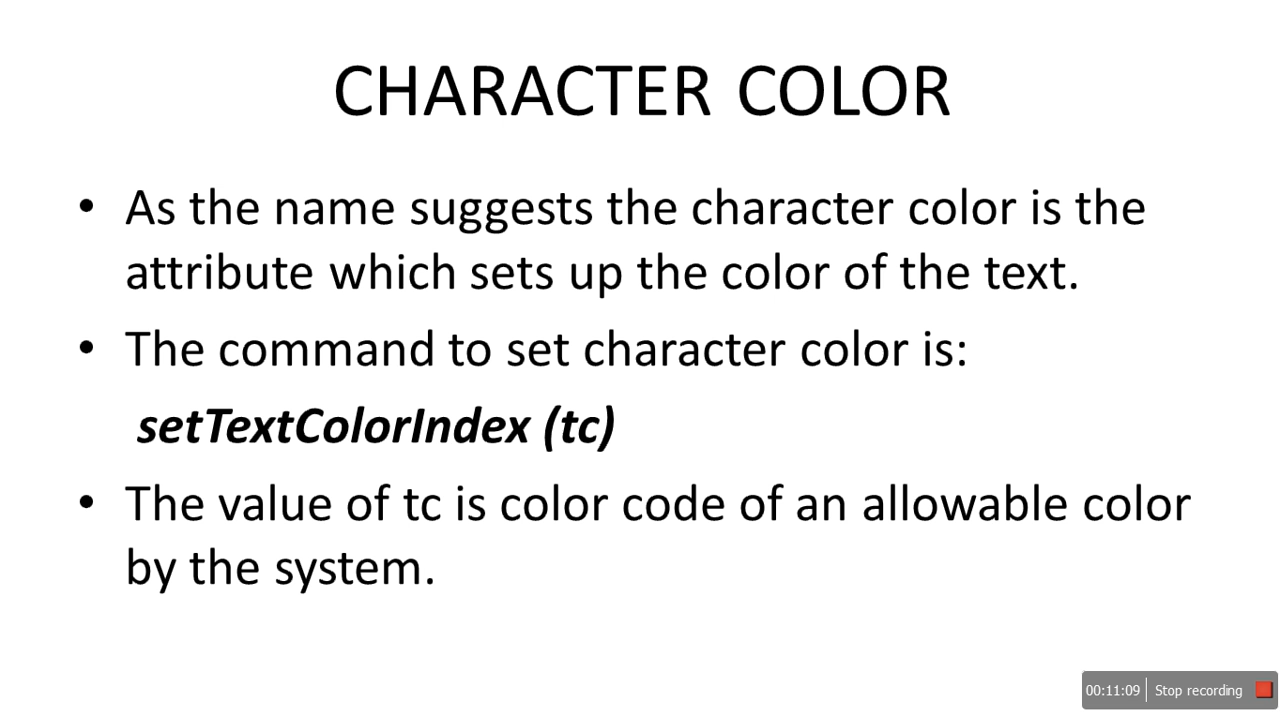 CHARACTER COLOR
• As the name suggests the character color is the
attribute which sets up the color of the text.
• The command to set character color is:
setTextColorIndex (tc)
• The value of tc is color code of an allowable color
by the system.
00:11:09 Stop recording